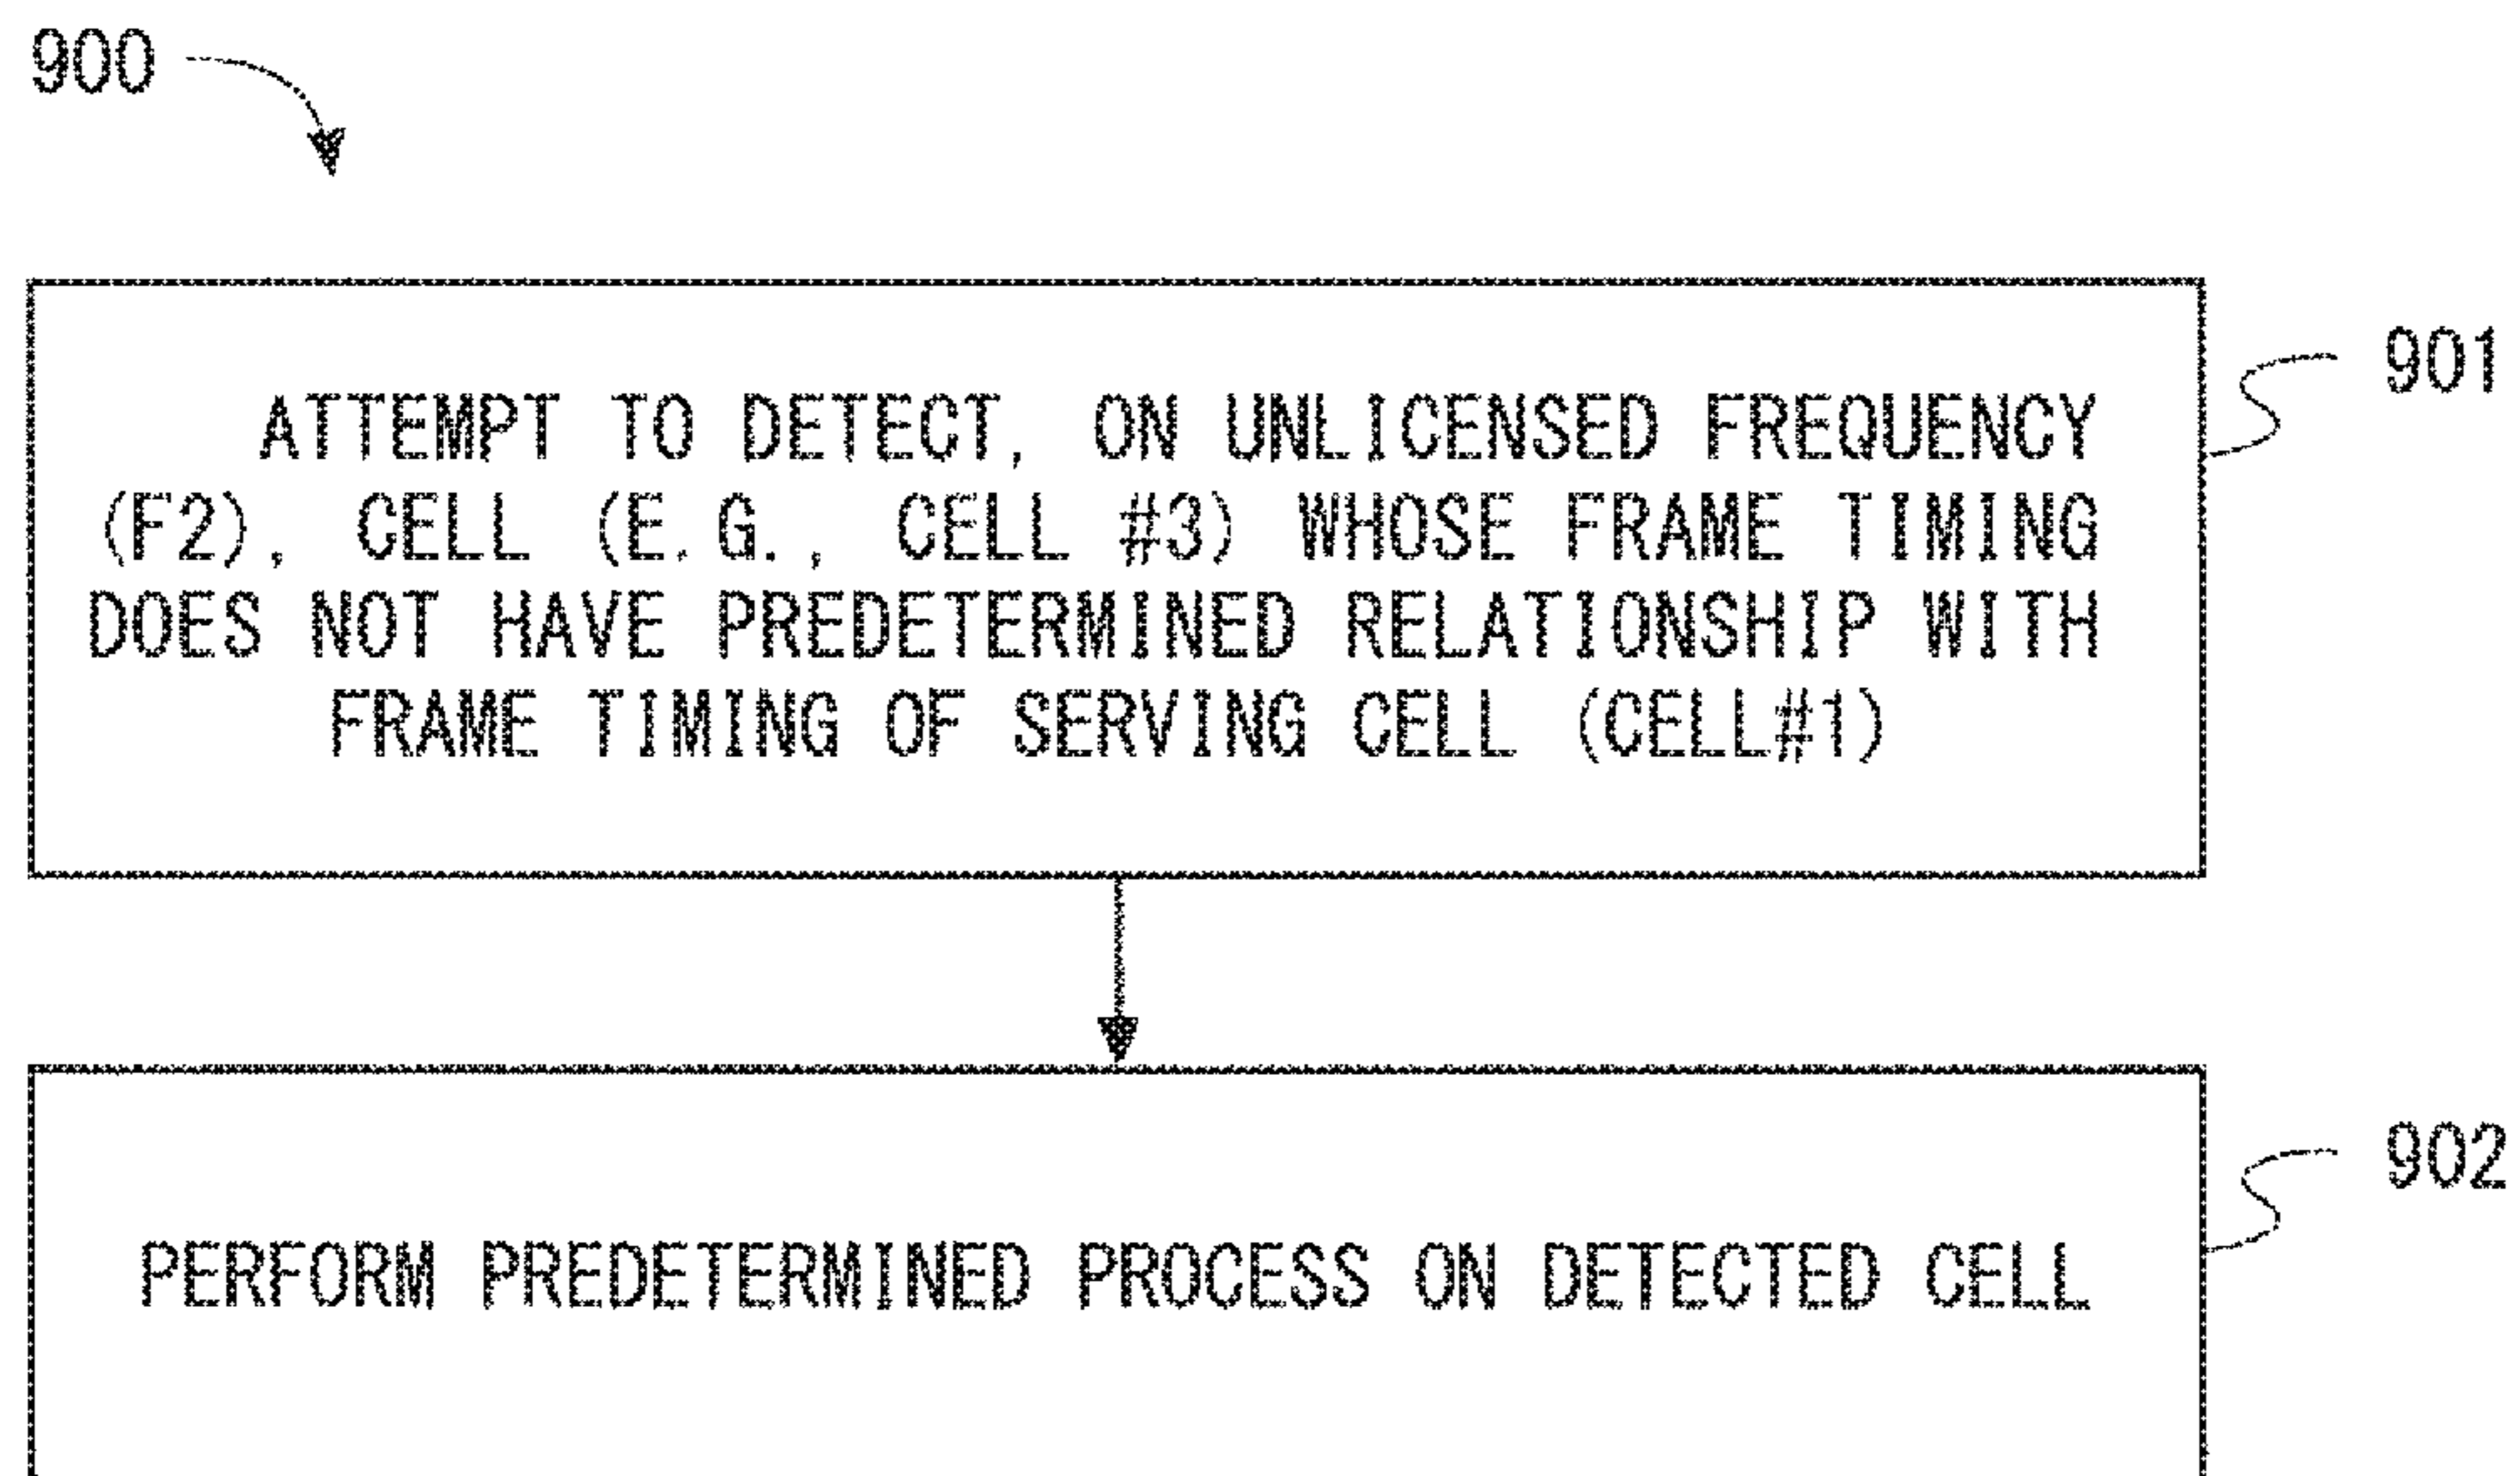 900
901
ATTEMPT TO DETECT, ON UNLICENSED FREQUENCY
(F2), CELL (E.G., CELL #3) WHOSE FRAME TIMING
DOES NOT HAVE PREDETERMINED RELATIONSHIP WITH
FRAME TIMING OF SERVING CELL (CELL#1)
902
PERFORM PREDETERMINED PROCESS ON DETECTED CELL